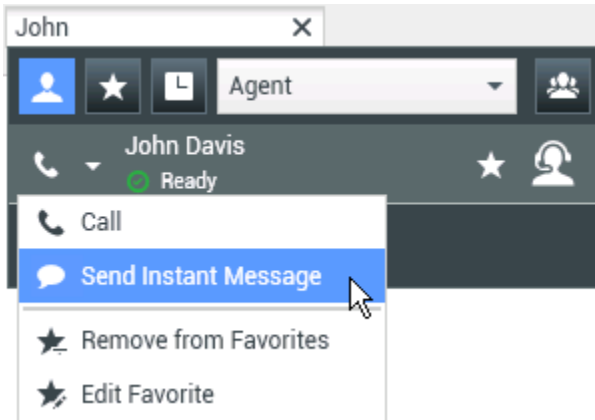 John
Agent
John Davis
Ready
Call
Send Instant Message
Remove from Favorites
Edit Favorite